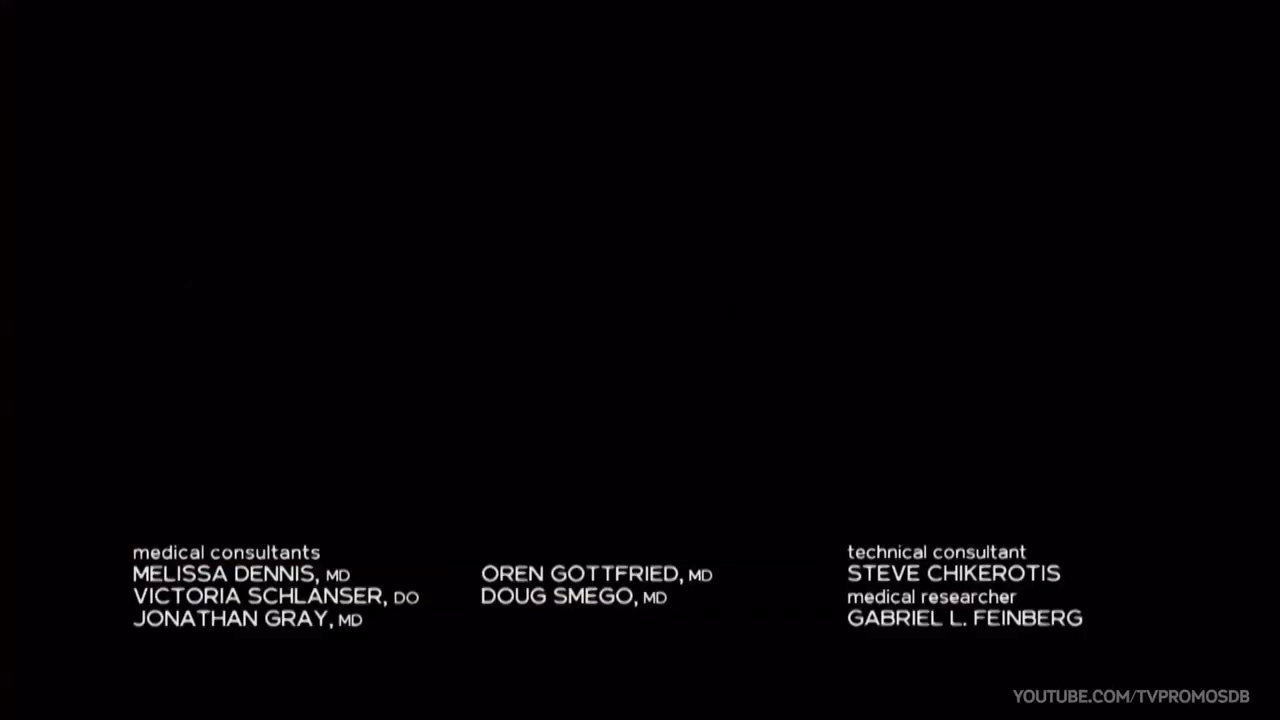 medical consultants
MELISSA DENNIS, MD
VICTORIA SCHLANSER, DO
JONATHAN GRAY, MD
OREN GOTTFRIED, MD
DOUG SMEGO, MD
technical consultant
STEVE CHIKEROTIS
medical researcher
GABRIEL L. FEINBERG
YOUTUBE.COM/TVPROMOSDB